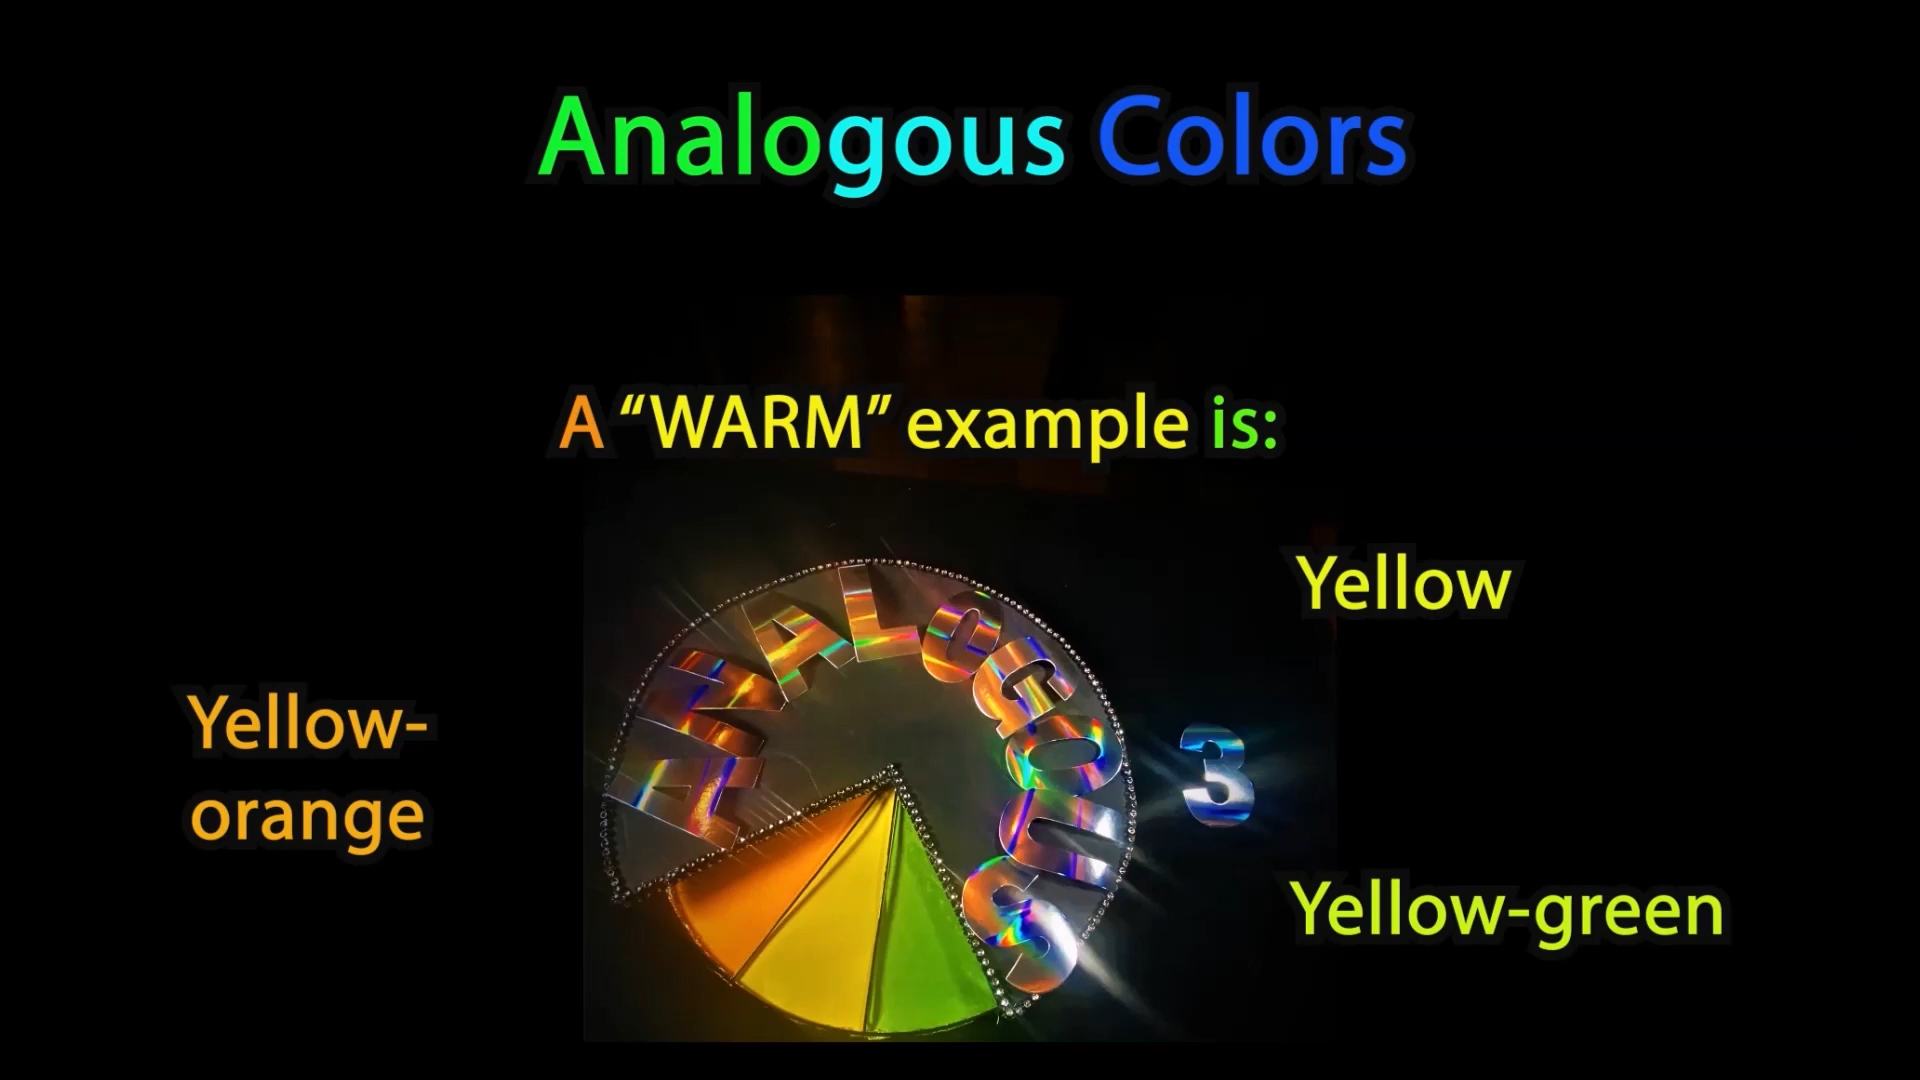 Analogous Colors
A “WARM” example is:
Yellow
Yellow-
orange
ANALOGOUS
3
Yellow-green